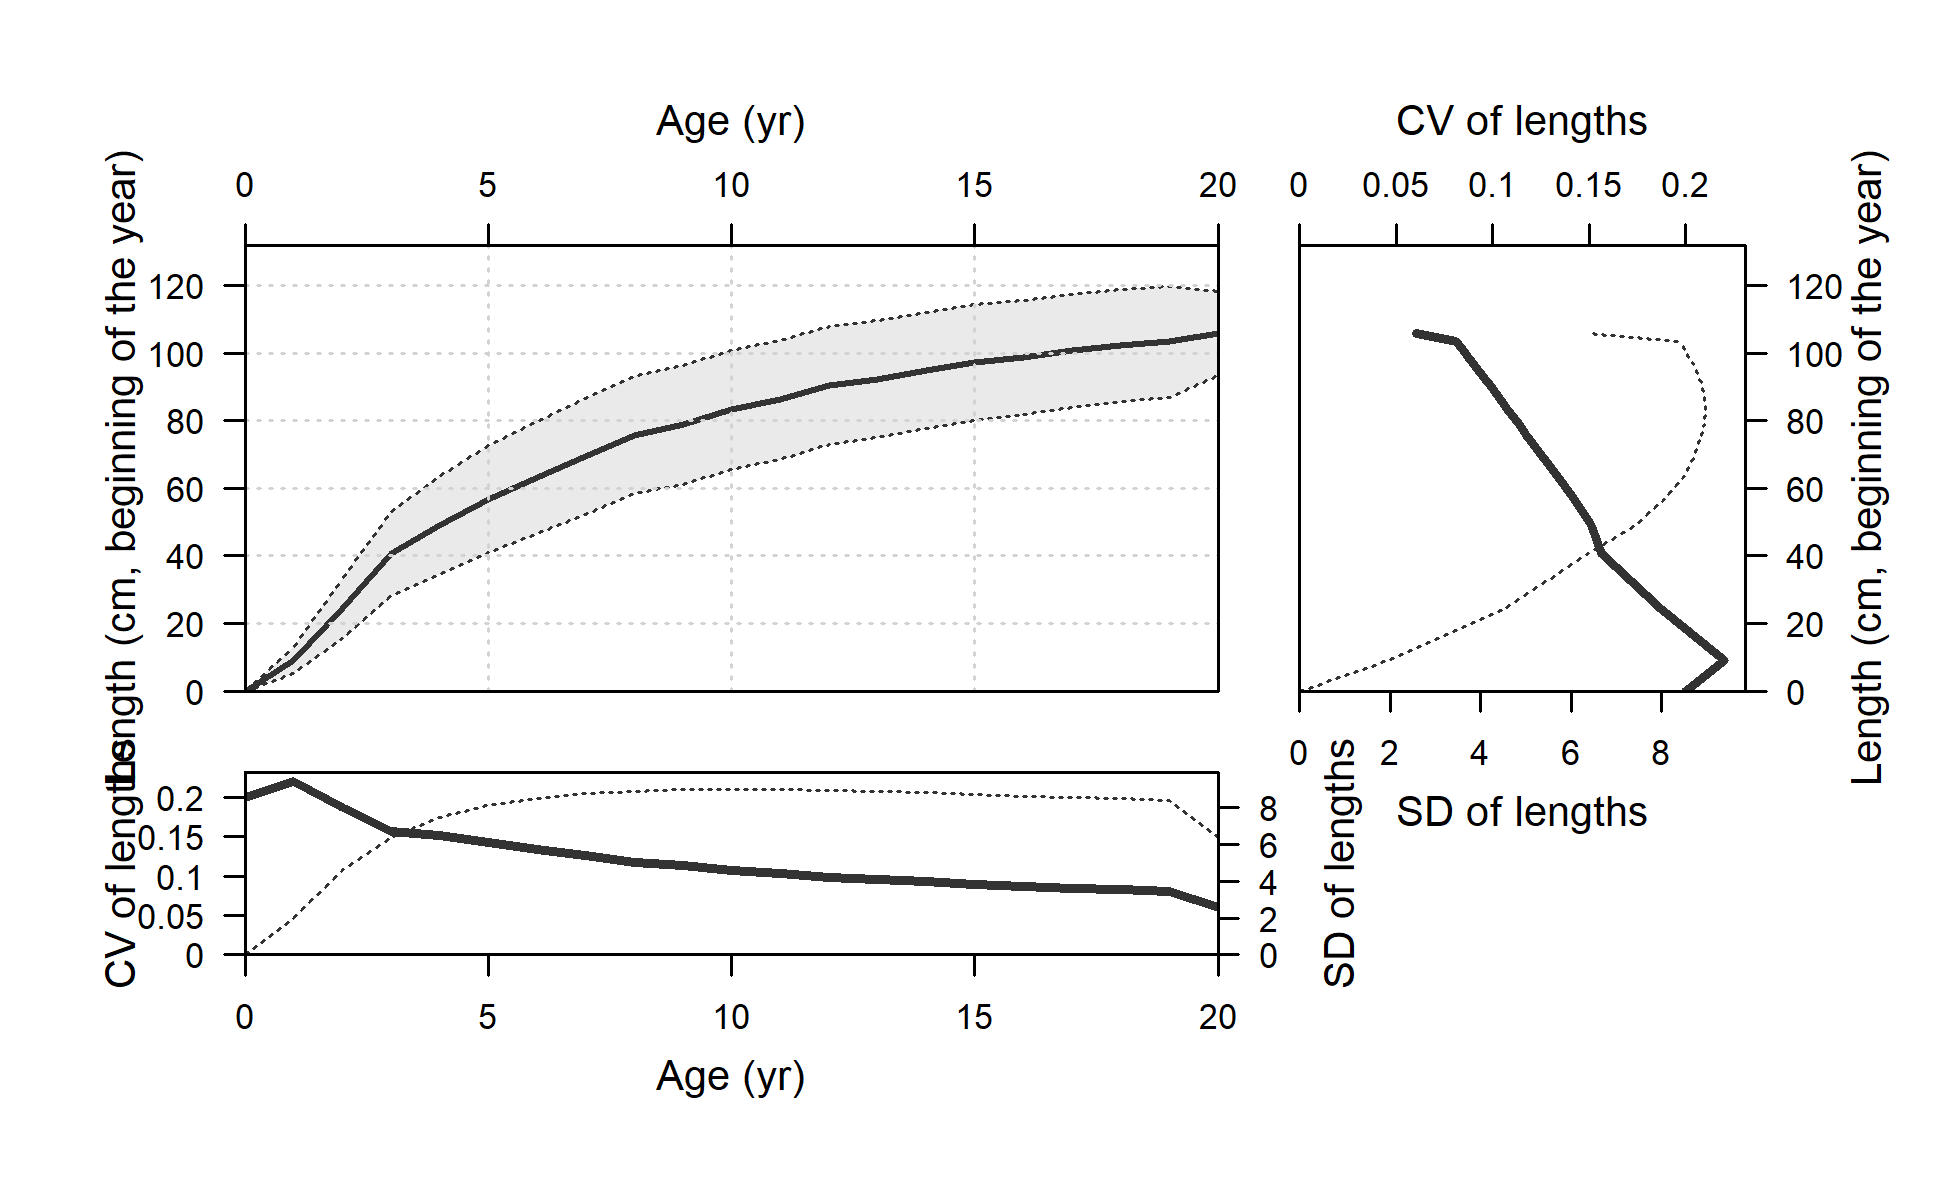 Age (yr)
CV of lengths
0 5 10 15 20
0 0.05 0.1 0.15 0.2
Length (cm, beginning of the year)
120
100
80
60
40
20
0
120
100
80
60
40
20
0
Length (cm, beginning of the year)
0 2 4 6 8
SD of lengths
CV of lengths
0.2
0.15
0.1
0.05
0
8
6
4
2
0
SD of lengths
0 5 10 15 20
Age (yr)